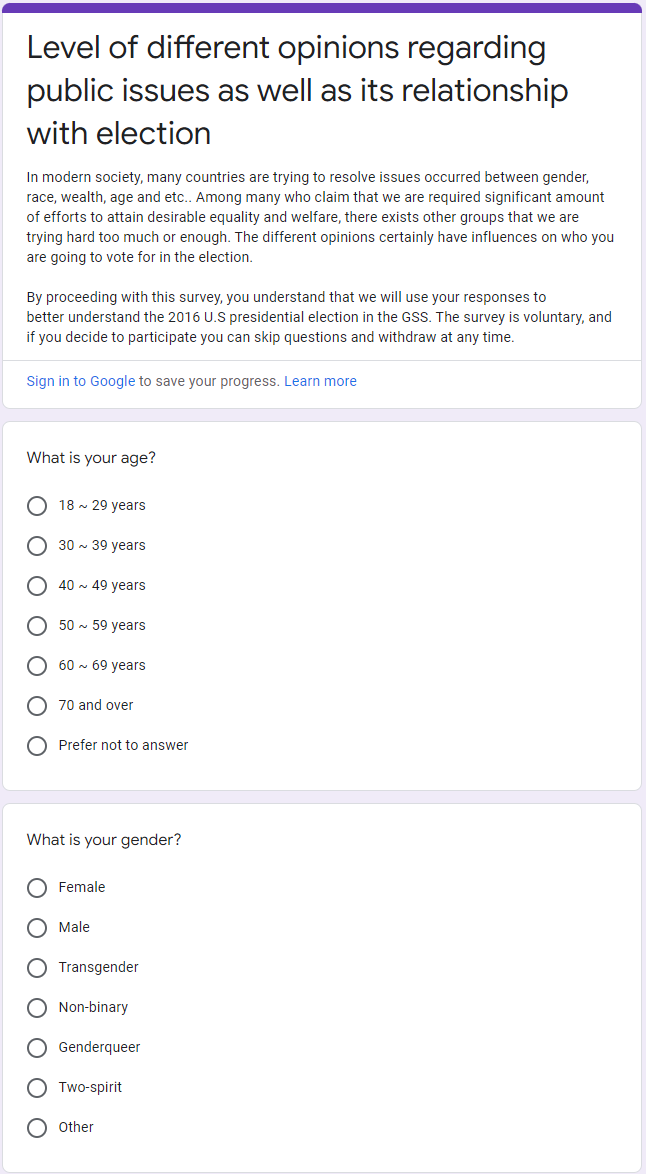 Level of different opinions regarding
public issues as well as its relationship
with election
In modern society, many countries are trying to resolve issues occurred between gender,
race, wealth, age and etc.. Among many who claim that we are required significant amount
of efforts to attain desirable equality and welfare, there exists other groups that we are
trying hard too much or enough. The different opinions certainly have influences on who you
are going to vote for in the election.
By proceeding with this survey, you understand that we will use your responses to
better understand the 2016 U.S presidential election in the GSS. The survey is voluntary, and
if you decide to participate you can skip questions and withdraw at any time.
Sign in to Google to save your progress. Learn more
What is your age?
18 ~ 29 years
30 ~ 39 years
40 ~ 49 years
50 ~ 59 years
60 ~ 69 years
70 and over
Prefer not to answer
What is your gender?
Female
Male
Transgender
Non-binary
Genderqueer
Two-spirit
Other